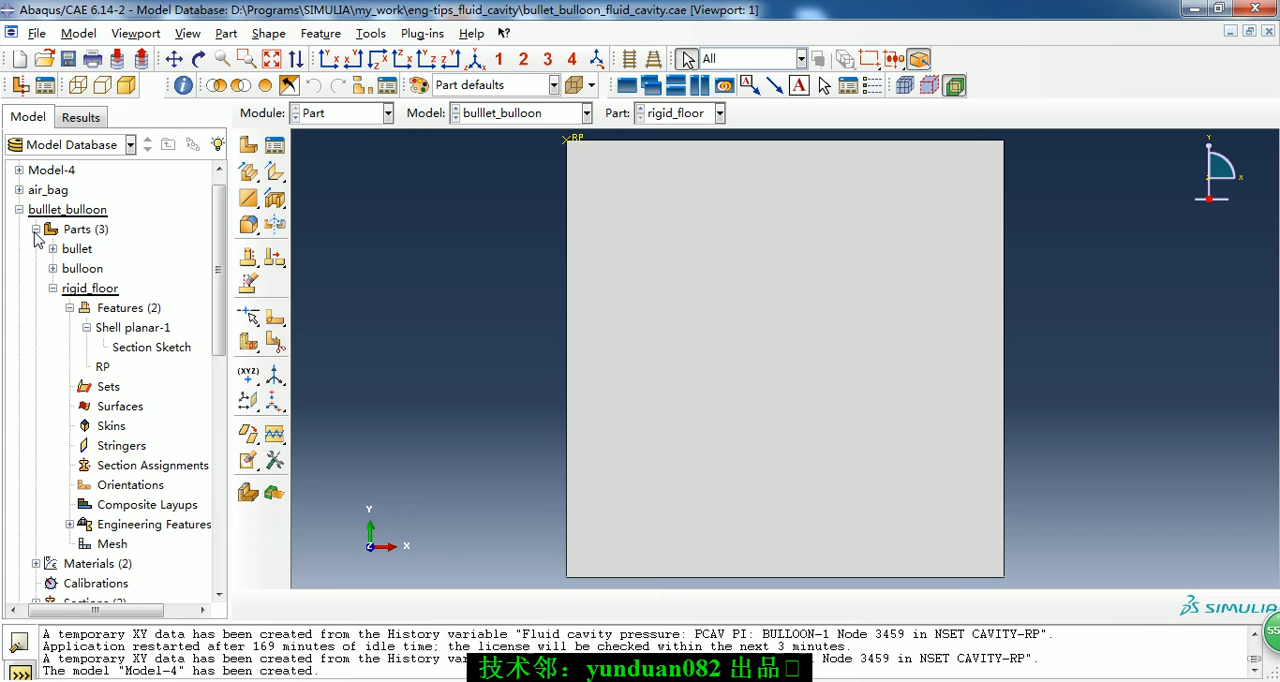 Abaqus/CAE 6.14-2 - Model Database: D:\Programs\SIMULIA\my_work\eng-tips_fluid_cavity\bullet_bulloon_fluid_cavity.cae [Viewport: 1]
File Model Viewport View Part Shape Feature Tools Plug-ins Help
1 2 3 4 All
Part defaults
Model Results Module: Part Model: bulllet_bulloon Part: rigid_floor
Model Database
Model-4
air_bag
bulllet_bulloon
Parts (3)
bullet
bulloon
rigid_floor
Features (2)
Shell planar-1
Section Sketch
RP
Sets
Surfaces
Skins
Stringers
Section Assignments
Orientations
Composite Layups
Engineering Features
Mesh
Materials (2)
Calibrations
(XYZ)
RP
Y
X
Y
X
Z
SIMULIA
A temporary XY data has been created from the History variable "Fluid cavity pressure: PCAV PI: BULLOON-1 Node 3459 in NSET CAVITY-RP".
Application restarted after 169 minutes of idle time; the license will be checked within the next 3 minutes.
A temporary XY data has been created from the History
Node 3459 in NSET CAVITY-RP".
The model "Model-4" has been created.
技术邻：yunduan082 出品
55